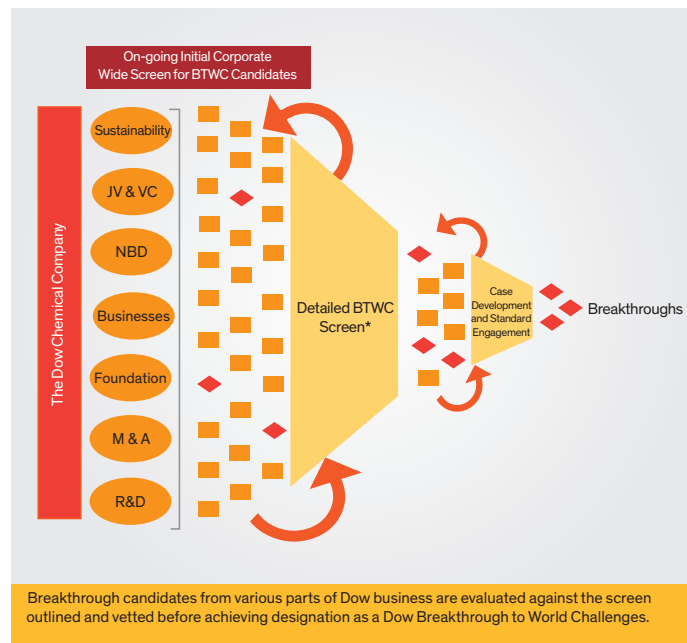 On-going Initial Corporate
Wide Screen for BTWC Candidates
The Dow Chemical Company
Sustainability
JV & VC
NBD
Businesses
Foundation
M & A
R&D
Detailed BTWC
Screen*
Case
Development
and Standard
Engagement
Breakthroughs
Breakthrough candidates from various parts of Dow business are evaluated against the screen
outlined and vetted before achieving designation as a Dow Breakthrough to World Challenges.